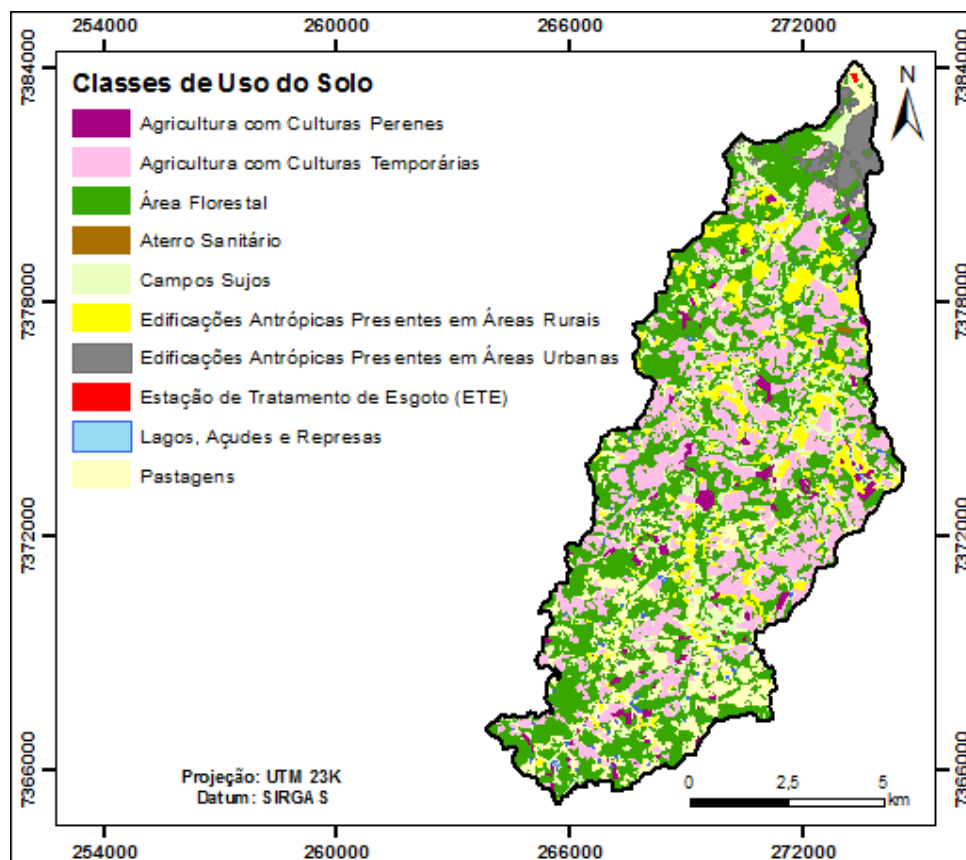 254000 260000 266000 272000
7384000
7384000
Classes de Uso do Solo
N
Agricultura com Culturas Perenes
Agricultura com Culturas Temporárias
Área Florestal
Aterro Sanitário
Campos Sujos
7378000
7378000
Edificações Antrópicas Presentes em Áreas Rurais
Edificações Antrópicas Presentes em Áreas Urbanas
Estação de Tratamento de Esgoto (ETE)
Lagos, Açudes e Represas
Pastagens
7372000
7372000
7366000
7366000
Projeção: UTM 23K
Datum: SIRGAS
0 2,5 5
km
254000 260000 266000 272000